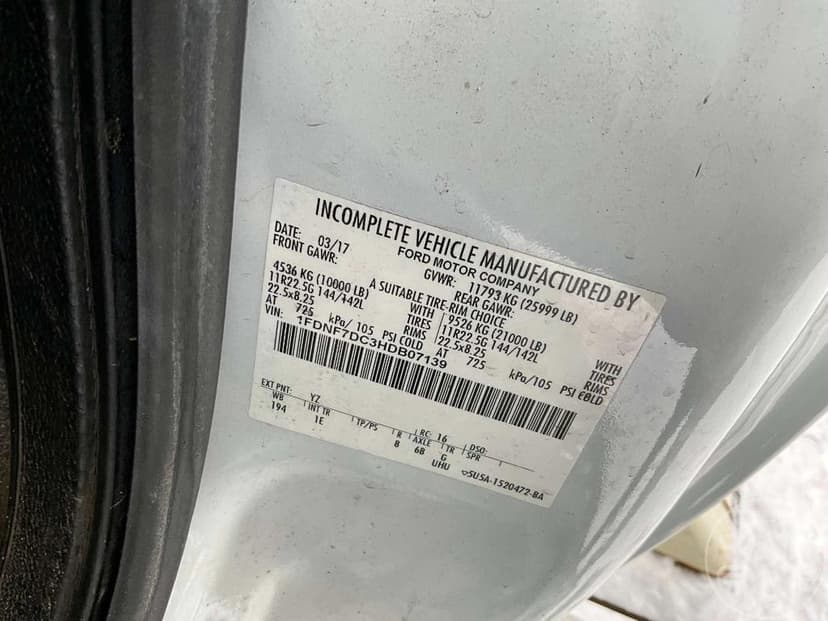 INCOMPLETE VEHICLE MANUFACTURED BY
FORD MOTOR COMPANY
DATE: 03/17 GVWR: 11793 KG (25999 LB)
FRONT GAWR: REAR GAWR:
A SUITABLE TIRE-RIM CHOICE
4536 KG (10000 LB) WITH 9526 KG (21000 LB) WITH
11R22.5G 144/142L TIRES 11R22.5G 144/142L TIRES
22.5x8.25 RIMS 22.5x8.25 RIMS
AT 725 kPa/ 105 PSI COLD AT 725 kPa/105 PSI COLD
VIN: 1FDNF7DC3HDB07139
EXT PNT: YZ RC: 16 DSO:
WB INT TR TP/PS R AXLE TR SPR
194 1E 8 6B G
UHU 5U5A-1520472-BA